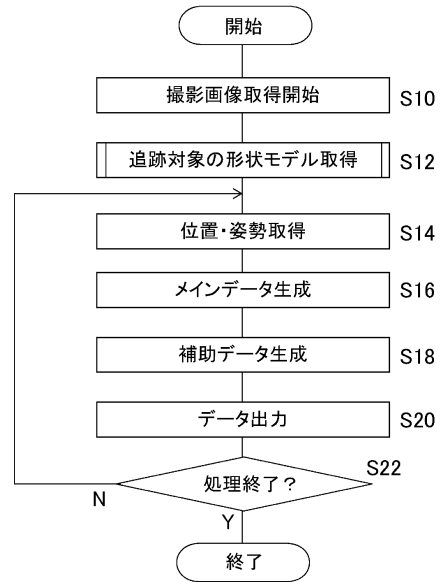 開始
撮影画像取得開始 S10
追跡対象の形状モデル取得 S12
位置・姿勢取得 S14
メインデータ生成 S16
補助データ生成 S18
データ出力 S20
処理終了？ S22
N
Y
終了